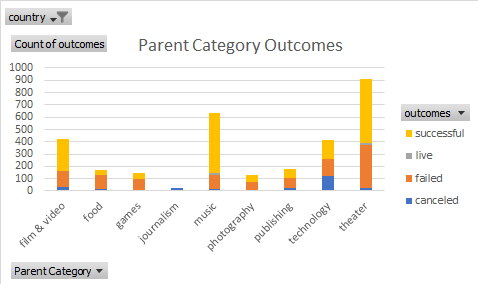 country
Count of outcomes
Parent Category Outcomes
1000
900
800
700
600
500
400
300
200
100
0
film & video
food
games
journalism
music
photography
publishing
technology
theater
outcomes
successful
live
failed
canceled
Parent Category